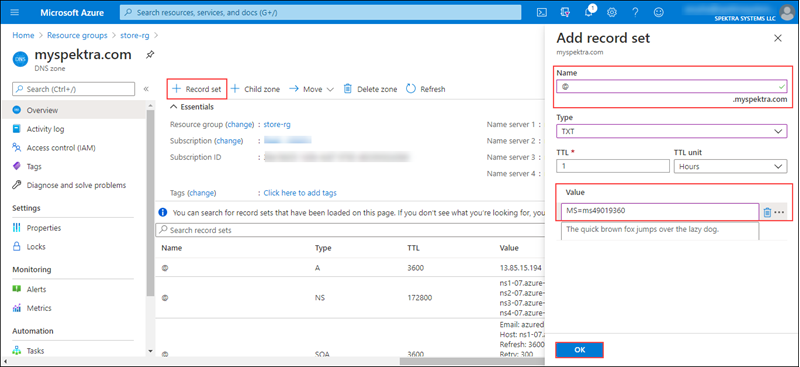 Microsoft Azure
Search resources, services, and docs (G+/)
1
SPEKTRA SYSTEMS LLC
Home > Resource groups > store-rg >
myspektra.com
DNS zone
DNS
Search (Ctrl+/)
Overview
Activity log
Access control (IAM)
Tags
Diagnose and solve problems
Settings
Properties
Locks
Monitoring
Alerts
Metrics
Automation
Tasks
+ Record set
+ Child zone
Move
Delete zone
Refresh
Essentials
Resource group (change) : store-rg
Subscription (change) :
Subscription ID :
Name server 1 :
Name server 2 :
Name server 3 :
Name server 4 :
Tags (change) : Click here to add tags
You can search for record sets that have been loaded on this page. If you don't see what you're looking for, you
Search record sets
Name Type TTL Value
@ A 3600 13.85.15.194
@ NS 172800 ns1-07.azure-
ns2-07.azure-
ns3-07.azure-
ns4-07.azure-
Email: azured
Host: ns1-07.
Refresh: 3600
@ SOA 3600 Retry: 300
Add record set
myspektra.com
Name
@
.myspektra.com
Type
TXT
TTL * TTL unit
1 Hours
Value
MS=ms49019360
The quick brown fox jumps over the lazy dog.
OK